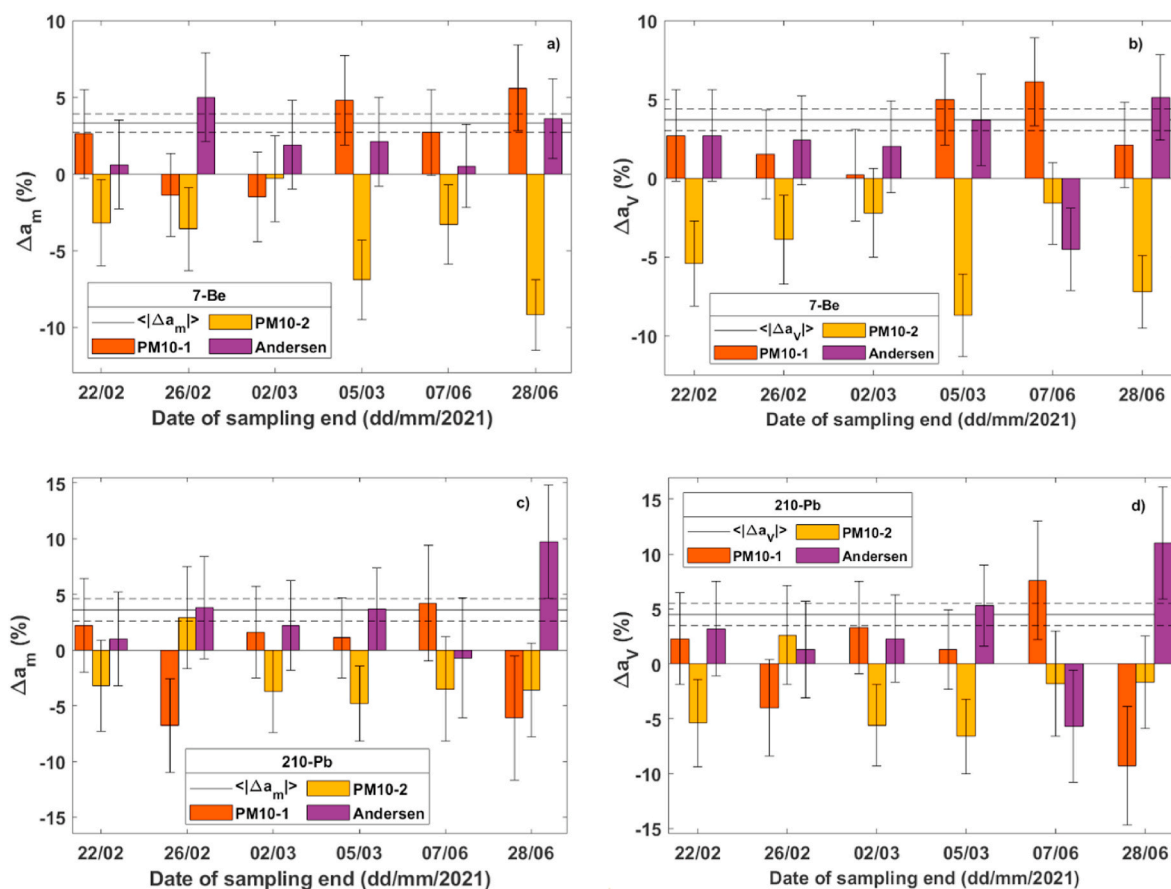 a)
10
5
0
-5
-10
Δa_m (%)
7-Be
<|Δa_m|>
PM10-2
PM10-1
Andersen
22/02 26/02 02/03 05/03 07/06 28/06
Date of sampling end (dd/mm/2021)
b)
10
5
0
-5
-10
Δa_V (%)
7-Be
<|Δa_V|>
PM10-2
PM10-1
Andersen
22/02 26/02 02/03 05/03 07/06 28/06
Date of sampling end (dd/mm/2021)
c)
15
10
5
0
-5
-10
-15
Δa_m (%)
210-Pb
<|Δa_m|>
PM10-2
PM10-1
Andersen
22/02 26/02 02/03 05/03 07/06 28/06
Date of sampling end (dd/mm/2021)
d)
15
10
5
0
-5
-10
-15
Δa_V (%)
210-Pb
<|Δa_V|>
PM10-2
PM10-1
Andersen
22/02 26/02 02/03 05/03 07/06 28/06
Date of sampling end (dd/mm/2021)